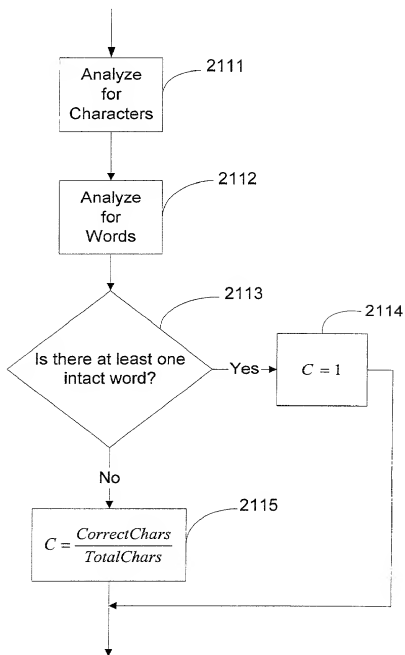 Analyze
for
Characters
2111
Analyze
for
Words
2112
Is there at least one
intact word?
2113
Yes
C = 1
2114
No
C = CorrectChars / TotalChars
2115